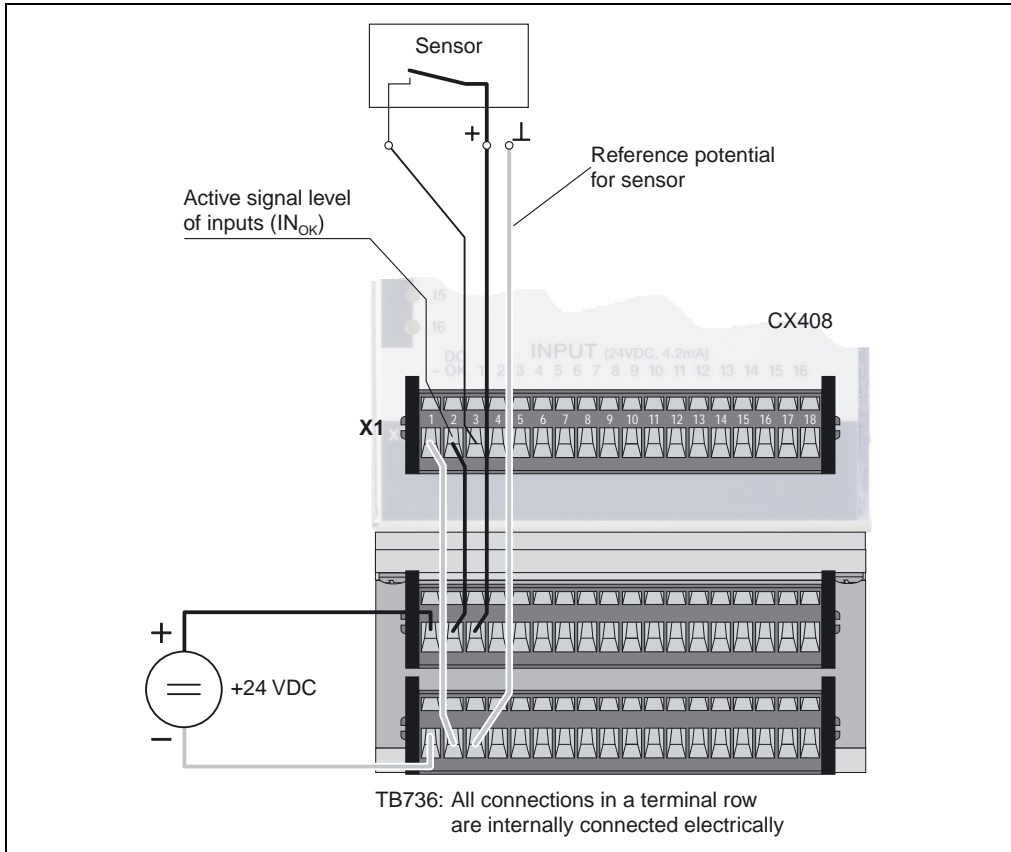 Sensor
+ ⊥
Reference potential
for sensor
Active signal level
of inputs (IN_OK)
15
16
CX408
DC INPUT (24VDC, 4,2mA)
– OK 1 2 3 4 5 6 7 8 9 10 11 12 13 14 15 16
X1
1 2 3 4 5 6 7 8 9 10 11 12 13 14 15 16 17 18
+
+24 VDC
–
TB736: All connections in a terminal row
are internally connected electrically